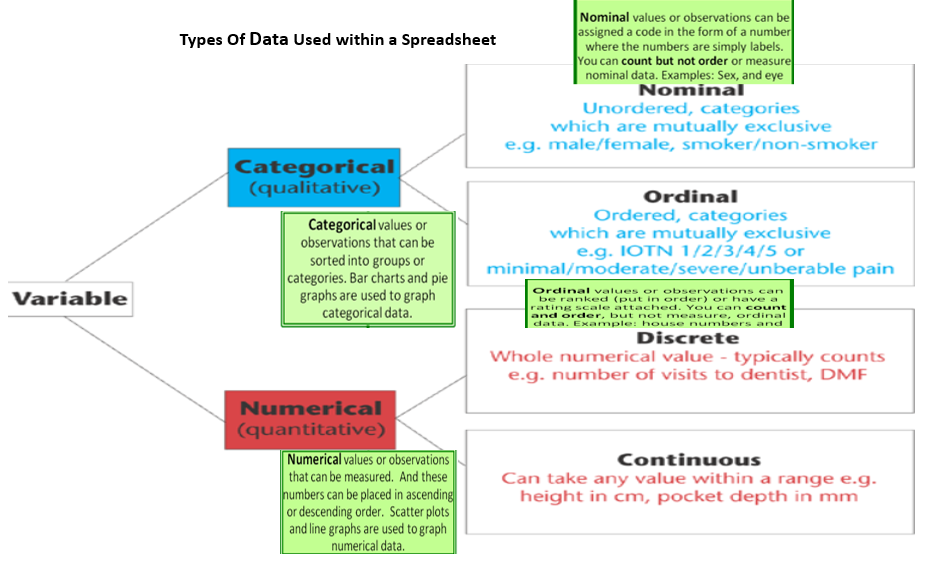 Types Of Data Used within a Spreadsheet
Nominal values or observations can be
assigned a code in the form of a number
where the numbers are simply labels.
You can count but not order or measure
nominal data. Examples: Sex, and eye
Nominal
Unordered, categories
which are mutually exclusive
e.g. male/female, smoker/non-smoker
Categorical
(qualitative)
Ordinal
Ordered, categories
which are mutually exclusive
e.g. IOTN 1/2/3/4/5 or
minimal/moderate/severe/unberable pain
Categorical values or
observations that can be
sorted into groups or
categories. Bar charts and pie
graphs are used to graph
categorical data.
Variable
Ordinal values or observations can
be ranked (put in order) or have a
rating scale attached. You can count
and order, but not measure, ordinal
data. Example: house numbers and
Discrete
Whole numerical value - typically counts
e.g. number of visits to dentist, DMF
Numerical
(quantitative)
Numerical values or observations
that can be measured. And these
numbers can be placed in ascending
or descending order. Scatter plots
and line graphs are used to graph
numerical data.
Continuous
Can take any value within a range e.g.
height in cm, pocket depth in mm